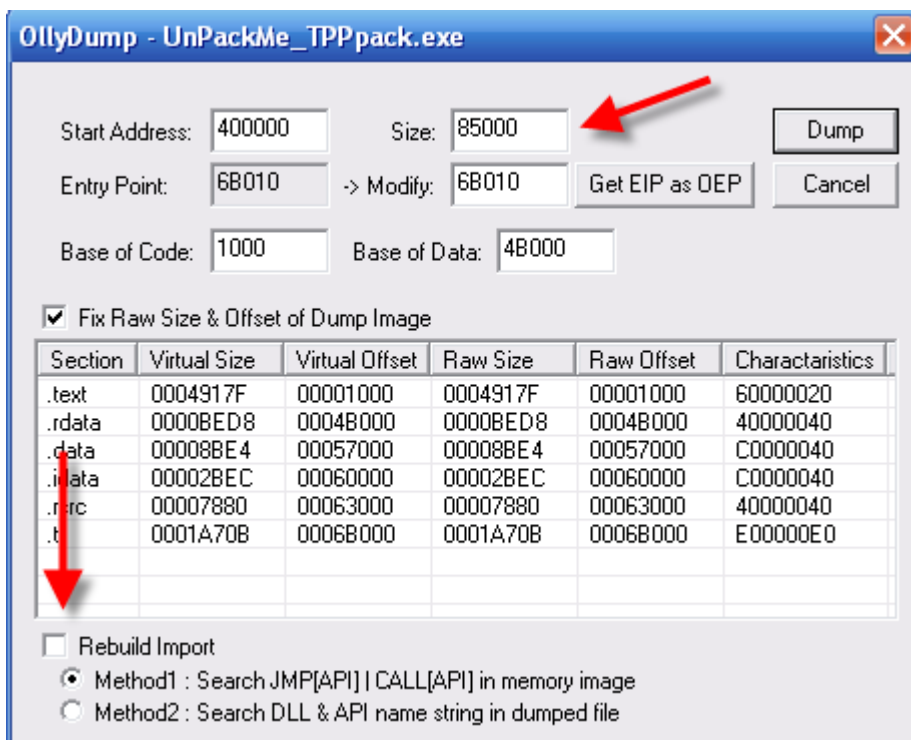 OllyDump - UnPackMe_TPPpack.exe
Start Address: 400000 Size: 85000 Dump
Entry Point: 6B010 -> Modify: 6B010 Get EIP as OEP Cancel
Base of Code: 1000 Base of Data: 4B000
Fix Raw Size & Offset of Dump Image
Section Virtual Size Virtual Offset Raw Size Raw Offset Charactaristics
.text 0004917F 00001000 0004917F 00001000 60000020
.rdata 0000BED8 0004B000 0000BED8 0004B000 40000040
.data 00008BE4 00057000 00008BE4 00057000 C0000040
.idata 00002BEC 00060000 00002BEC 00060000 C0000040
00007880 00063000 00007880 00063000 40000040
0001A70B 0006B000 0001A70B 0006B000 E00000E0
Rebuild Import
Method1 : Search JMP[API] | CALL[API] in memory image
Method2 : Search DLL & API name string in dumped file